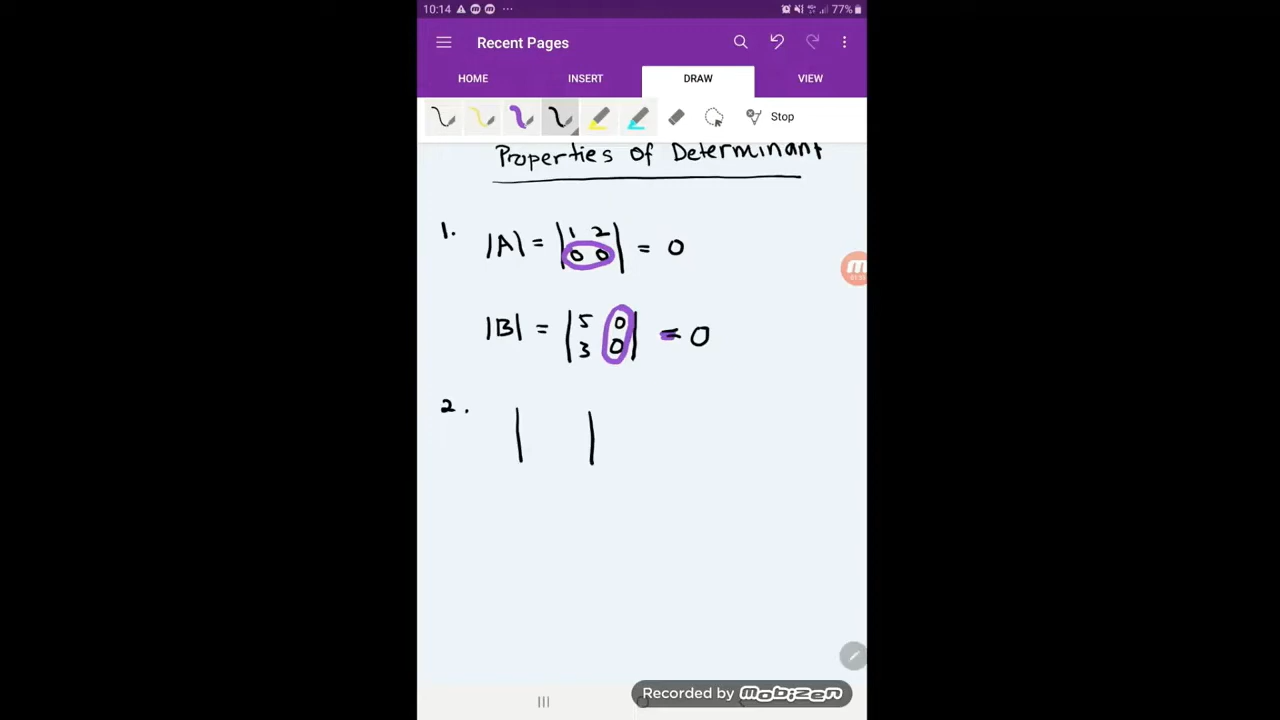 10:14 77%
Recent Pages
HOME INSERT DRAW VIEW
Stop
Properties of Determinant
1. |A| = |1 2| = 0
|0 0|
|B| = |5 0| = 0
|3 0|
2. | |
Recorded by mobizen